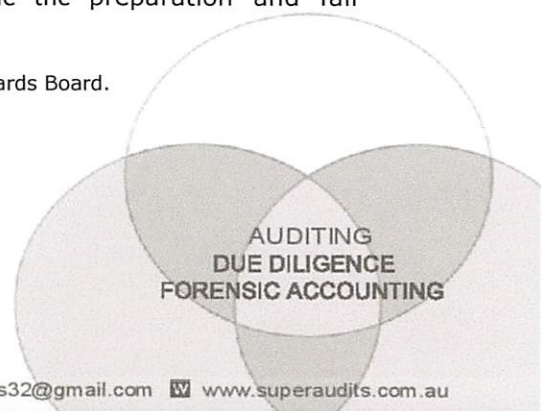 the preparation and fair
ards Board.
AUDITING
DUE DILIGENCE
FORENSIC ACCOUNTING
s32@gmail.com W www.superaudits.com.au